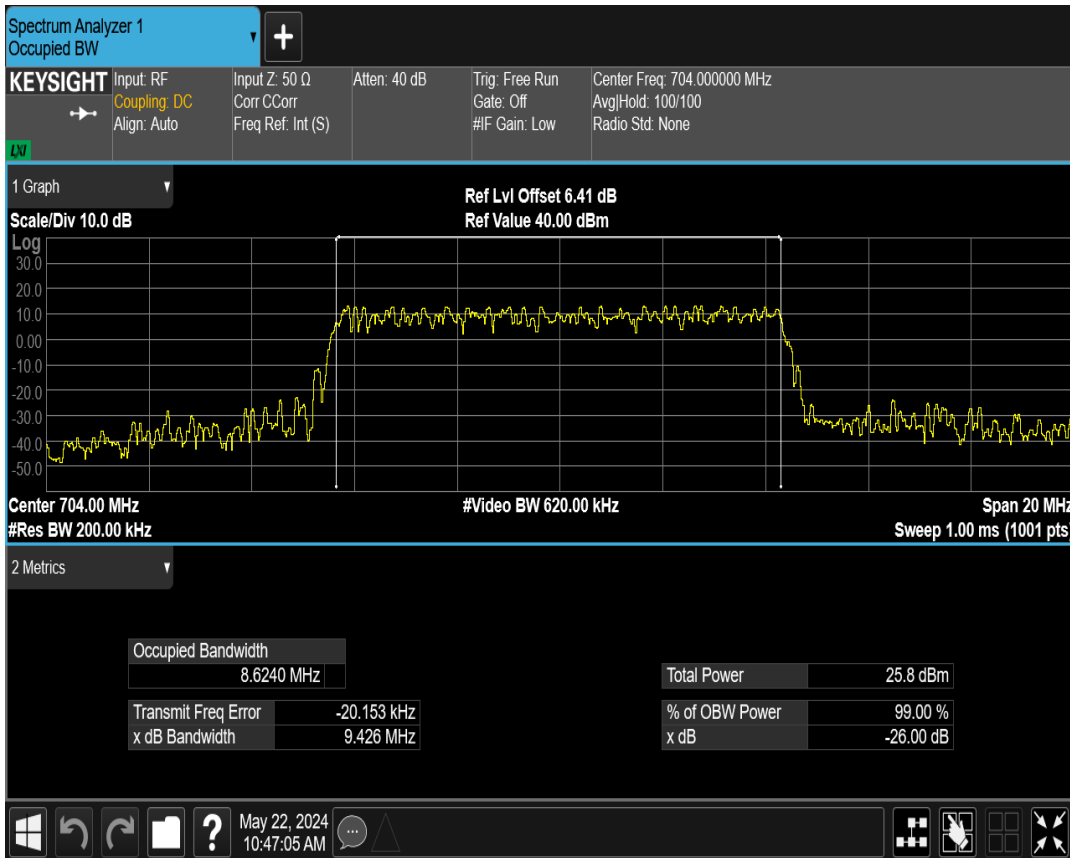 Spectrum Analyzer 1
Occupied BW
KEYSIGHT
LXI
Input: RF
Coupling: DC
Align: Auto
Input Z: 50 Ω
Corr CCorr
Freq Ref: Int (S)
Atten: 40 dB
Trig: Free Run
Gate: Off
#IF Gain: Low
Center Freq: 704.000000 MHz
Avg|Hold: 100/100
Radio Std: None
1 Graph
Scale/Div 10.0 dB
Ref Lvl Offset 6.41 dB
Ref Value 40.00 dBm
Log
30.0
20.0
10.0
0.00
-10.0
-20.0
-30.0
-40.0
-50.0
Center 704.00 MHz
#Video BW 620.00 kHz
Span 20 MHz
#Res BW 200.00 kHz
Sweep 1.00 ms (1001 pts)
2 Metrics
Occupied Bandwidth
8.6240 MHz
Transmit Freq Error -20.153 kHz
x dB Bandwidth 9.426 MHz
Total Power 25.8 dBm
% of OBW Power 99.00 %
x dB -26.00 dB
May 22, 2024
10:47:05 AM